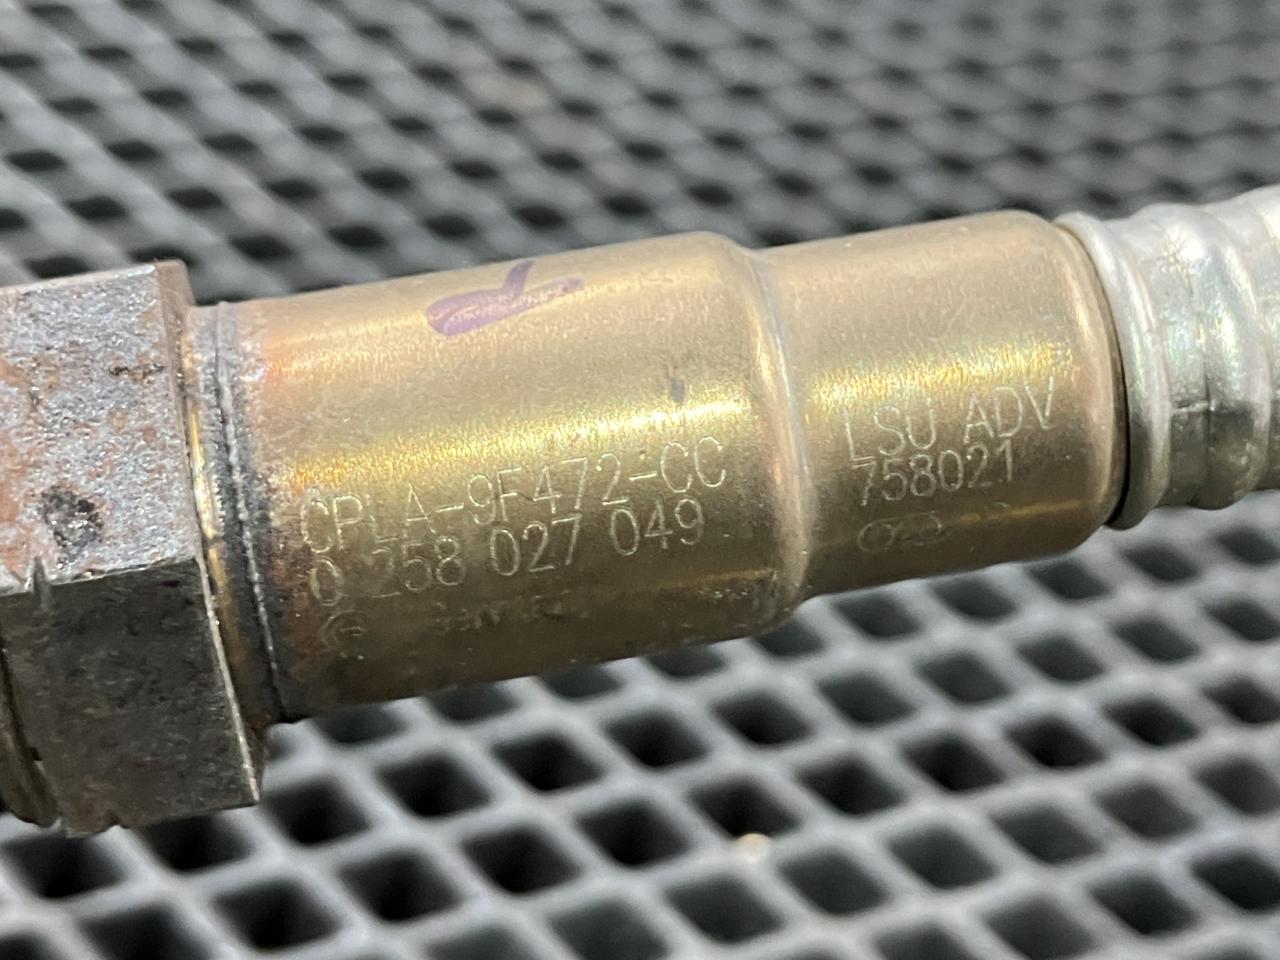 CPLA-9F472-CC
0 258 027 049
LSU ADV
758021